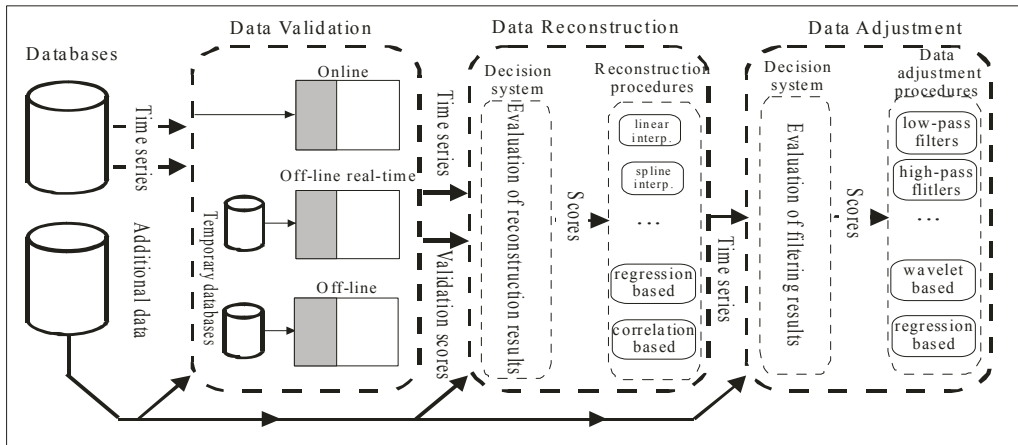 Databases
Time series
Additional data
Data Validation
Online
Off-line real-time
Temporary databases
Off-line
Time series
Validation scores
Data Reconstruction
Decision
system
Evaluation of reconstruction results
Scores
Reconstruction
procedures
linear
interp.
spline
interp.
...
regression
based
correlation
based
Time series
Data Adjustment
Decision
system
Evaluation of filtering results
Scores
Data
adjustment
procedures
low-pass
filters
high-pass
flitlers
...
wavelet
based
regression
based